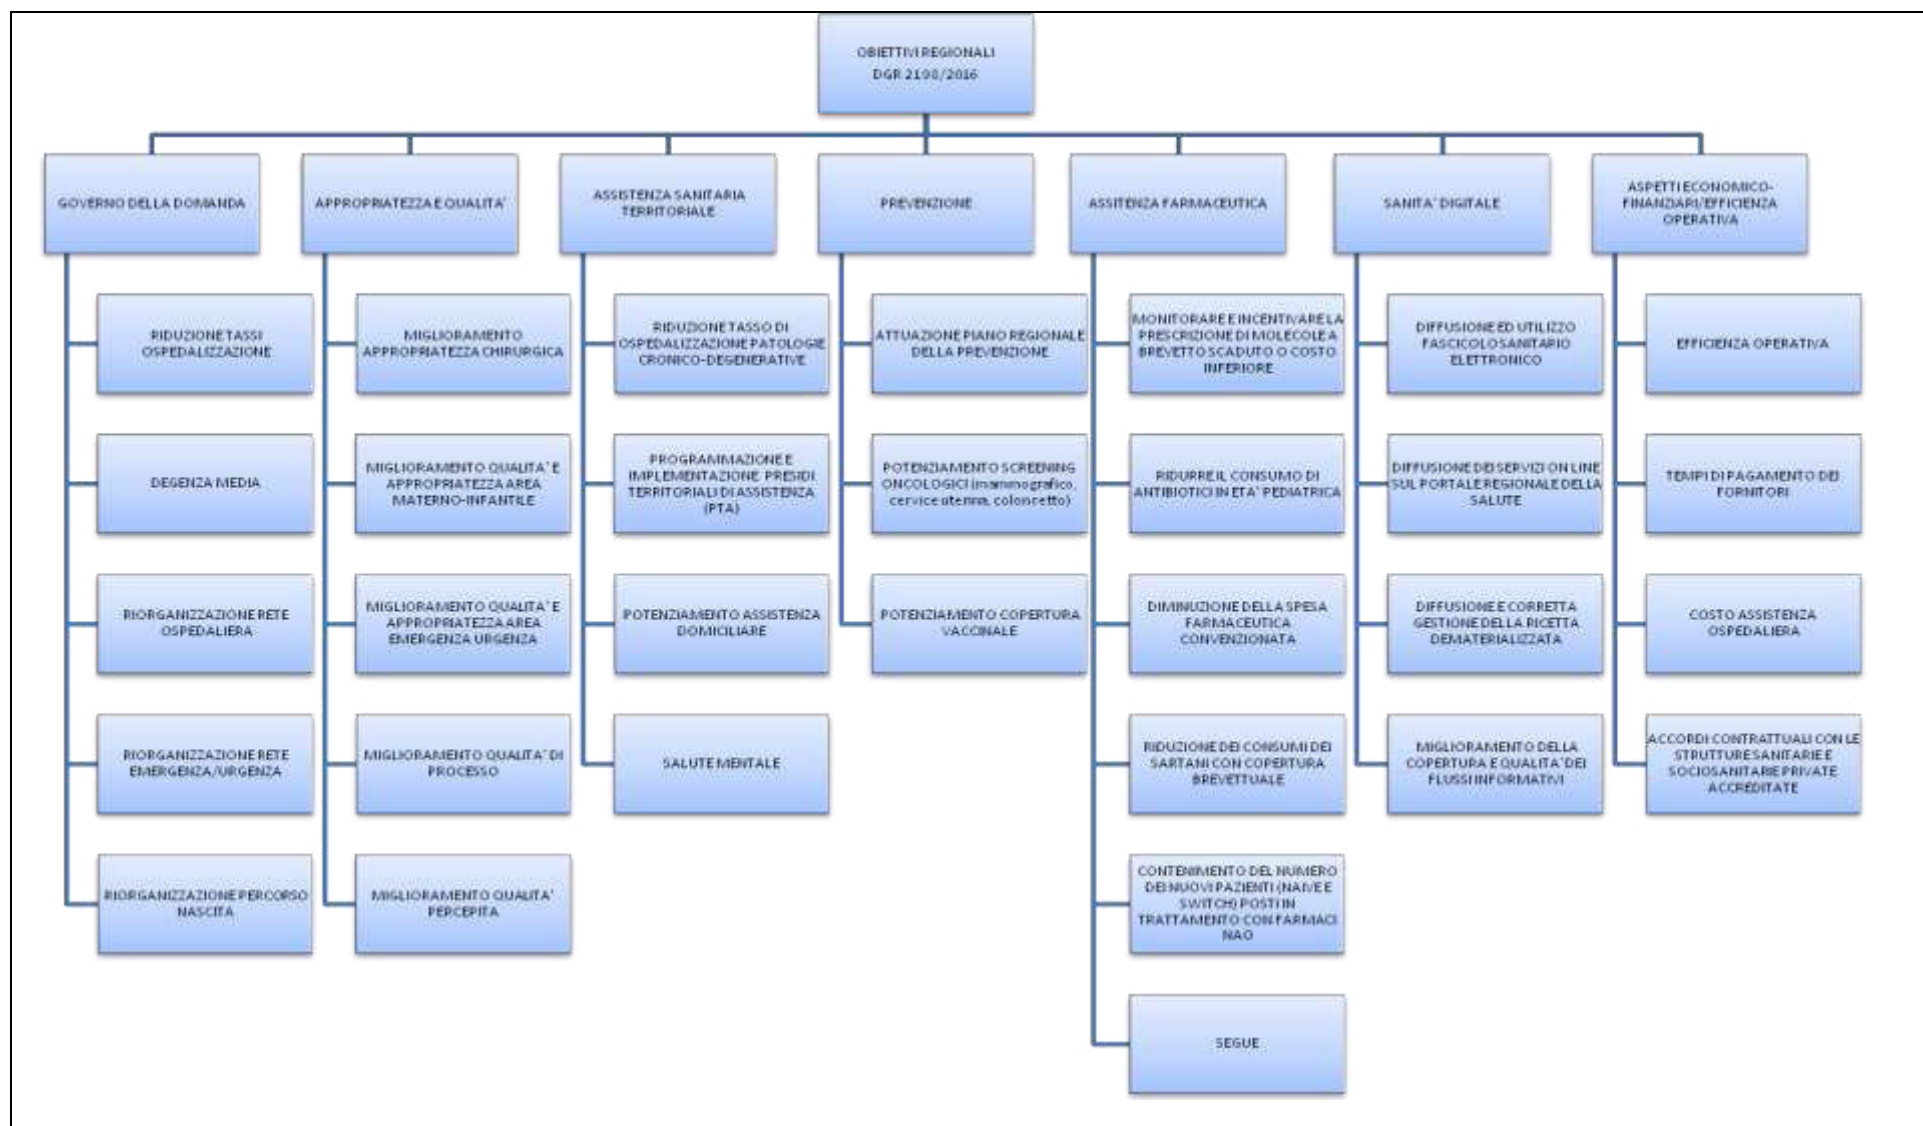 OBIETTIVI REGIONALI
DGR 2198/2016
GOVERNO DELLA DOMANDA
APPROPRIATEZZA E QUALITA'
ASSISTENZA SANITARIA
TERRITORIALE
PREVENZIONE
ASSITENZA FARMACEUTICA
SANITA' DIGITALE
ASPETTI ECONOMICO-
FINANZIARI/EFFICIENZA
OPERATIVA
RIDUZIONE TASSI
OSPEDALIZZAZIONE
DEGENZA MEDIA
RIORGANIZZAZIONE RETE
OSPEDALIERA
RIORGANIZZAZIONE RETE
EMERGENZA/URGENZA
RIORGANIZZAZIONE PERCORSO
NASCITA
MIGLIORAMENTO
APPROPRIATEZZA CHIRURGICA
MIGLIORAMENTO QUALITA' E
APPROPRIATEZZA AREA
MATERNO-INFANTILE
MIGLIORAMENTO QUALITA' E
APPROPRIATEZZA AREA
EMERGENZA URGENZA
MIGLIORAMENTO QUALITA' DI
PROCESSO
MIGLIORAMENTO QUALITA'
PERCEPITA
RIDUZIONE TASSO DI
OSPEDALIZZAZIONE PATOLOGIE
CRONICO-DEGENERATIVE
PROGRAMMAZIONE E
IMPLEMENTAZIONE PRESIDI
TERRITORIALI DI ASSISTENZA
(PTA)
POTENZIAMENTO ASSISTENZA
DOMICILIARE
SALUTE MENTALE
ATTUAZIONE PIANO REGIONALE
DELLA PREVENZIONE
POTENZIAMENTO SCREENING
ONCOLOGICI (mammografico,
cervice uterina, colonretto)
POTENZIAMENTO COPERTURA
VACCINALE
MONITORARE E INCENTIVARE LA
PRESCRIZIONE DI MOLECOLE A
BREVETTO SCADUTO O COSTO
INFERIORE
RIDURRE IL CONSUMO DI
ANTIBIOTICI IN ETA' PEDIATRICA
DIMINUZIONE DELLA SPESA
FARMACEUTICA
CONVENZIONATA
RIDUZIONE DEI CONSUMI DEI
SARTANI CON COPERTURA
BREVETTUALE
CONTENIMENTO DEL NUMERO
DEI NUOVI PAZIENTI (NAIVE E
SWITCH) POSTI IN
TRATTAMENTO CON FARMACI
NAO
SEGUE
DIFFUSIONE ED UTILIZZO
FASCICOLO SANITARIO
ELETTRONICO
DIFFUSIONE DEI SERVIZI ON LINE
SUL PORTALE REGIONALE DELLA
SALUTE
DIFFUSIONE E CORRETTA
GESTIONE DELLA RICETTA
DEMATERIALIZZATA
MIGLIORAMENTO DELLA
COPERTURA E QUALITA' DEI
FLUSSI INFORMATIVI
EFFICIENZA OPERATIVA
TEMPI DI PAGAMENTO DEI
FORNITORI
COSTO ASSISTENZA
OSPEDALIERA
ACCORDI CONTRATTUALI CON LE
STRUTTURE SANITARIE E
SOCIOSANITARIE PRIVATE
ACCREDITATE